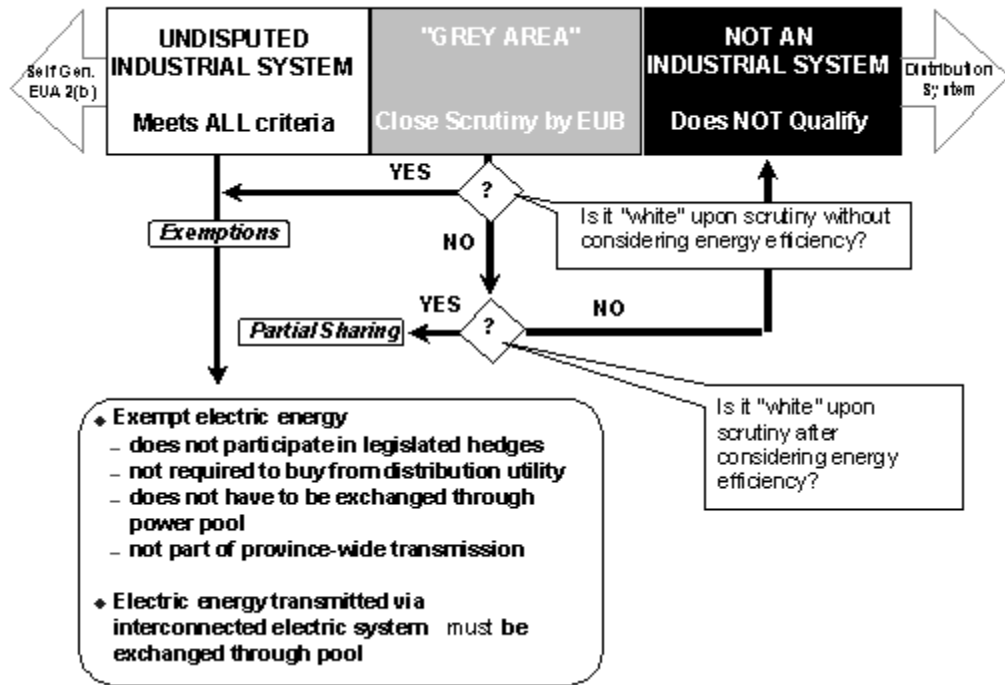 Self Gen.
EUA 2(b)
UNDISPUTED
INDUSTRIAL SYSTEM
Meets ALL criteria
"GREY AREA"
Close Scrutiny by EUB
NOT AN
INDUSTRIAL SYSTEM
Does NOT Qualify
Distribution
System
YES
?
Is it "white" upon scrutiny without
considering energy efficiency?
Exemptions
NO
YES
?
NO
Partial Sharing
Is it "white" upon
scrutiny after
considering energy
efficiency?
◆ Exempt electric energy
– does not participate in legislated hedges
– not required to buy from distribution utility
– does not have to be exchanged through
power pool
– not part of province-wide transmission
◆ Electric energy transmitted via
interconnected electric system must be
exchanged through pool